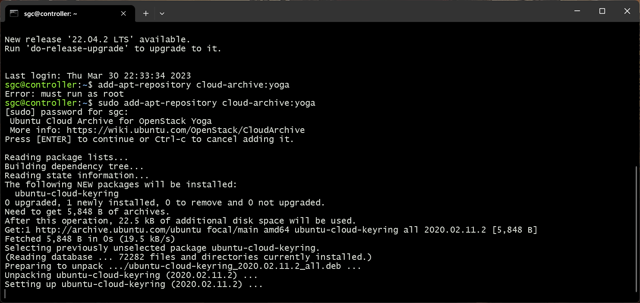 sgc@controller: ~
New release '22.04.2 LTS' available.
Run 'do-release-upgrade' to upgrade to it.
Last login: Thu Mar 30 22:33:34 2023
sgc@controller:~$ add-apt-repository cloud-archive:yoga
Error: must run as root
sgc@controller:~$ sudo add-apt-repository cloud-archive:yoga
[sudo] password for sgc:
Ubuntu Cloud Archive for OpenStack Yoga
More info: https://wiki.ubuntu.com/OpenStack/CloudArchive
Press [ENTER] to continue or Ctrl-c to cancel adding it.
Reading package lists...
Building dependency tree...
Reading state information...
The following NEW packages will be installed:
ubuntu-cloud-keyring
0 upgraded, 1 newly installed, 0 to remove and 0 not upgraded.
Need to get 5,848 B of archives.
After this operation, 22.5 kB of additional disk space will be used.
Get:1 http://archive.ubuntu.com/ubuntu focal/main amd64 ubuntu-cloud-keyring all 2020.02.11.2 [5,848 B]
Fetched 5,848 B in 0s (19.5 kB/s)
Selecting previously unselected package ubuntu-cloud-keyring.
(Reading database ... 72282 files and directories currently installed.)
Preparing to unpack .../ubuntu-cloud-keyring_2020.02.11.2_all.deb ...
Unpacking ubuntu-cloud-keyring (2020.02.11.2) ...
Setting up ubuntu-cloud-keyring (2020.02.11.2) ...